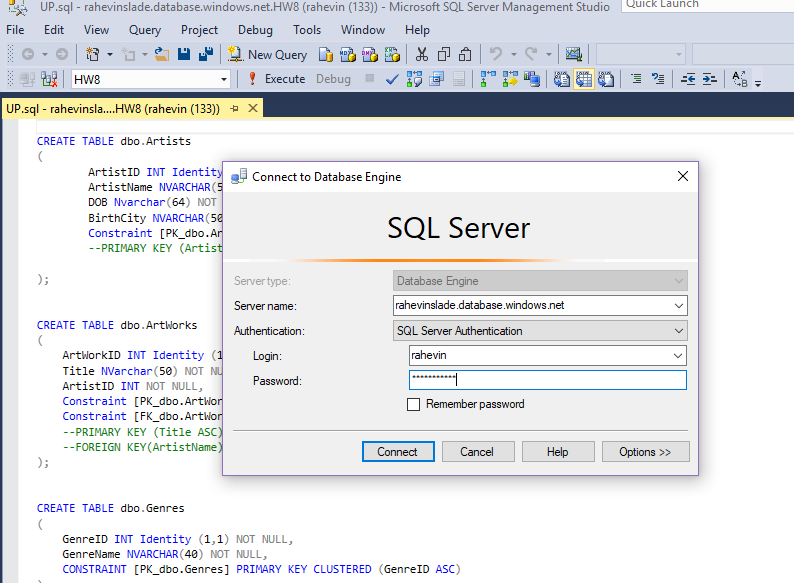 UP.sql - rahevinslade.database.windows.net.HW8 (rahevin (133)) - Microsoft SQL Server Management Studio
Quick Launch
File Edit View Query Project Debug Tools Window Help
New Query
HW8 Execute Debug
UP.sql - rahevinsla....HW8 (rahevin (133))
CREATE TABLE dbo.Artists
(
ArtistID INT Identity
ArtistName NVARCHAR(5
DOB Nvarchar(64) NOT
BirthCity NVARCHAR(50
Constraint [PK_dbo.Ar
--PRIMARY KEY (Artist
);
CREATE TABLE dbo.ArtWorks
(
ArtWorkID INT Identity (1
Title NVarchar(50) NOT NU
ArtistID INT NOT NULL,
Constraint [PK_dbo.ArtWor
Constraint [FK_dbo.ArtWor
--PRIMARY KEY (Title ASC)
--FOREIGN KEY(ArtistName)
);
CREATE TABLE dbo.Genres
(
GenreID INT Identity (1,1) NOT NULL,
GenreName NVARCHAR(40) NOT NULL,
CONSTRAINT [PK_dbo.Genres] PRIMARY KEY CLUSTERED (GenreID ASC)
Connect to Database Engine
SQL Server
Server type: Database Engine
Server name: rahevinslade.database.windows.net
Authentication: SQL Server Authentication
Login: rahevin
Password: ***********
Remember password
Connect Cancel Help Options >>